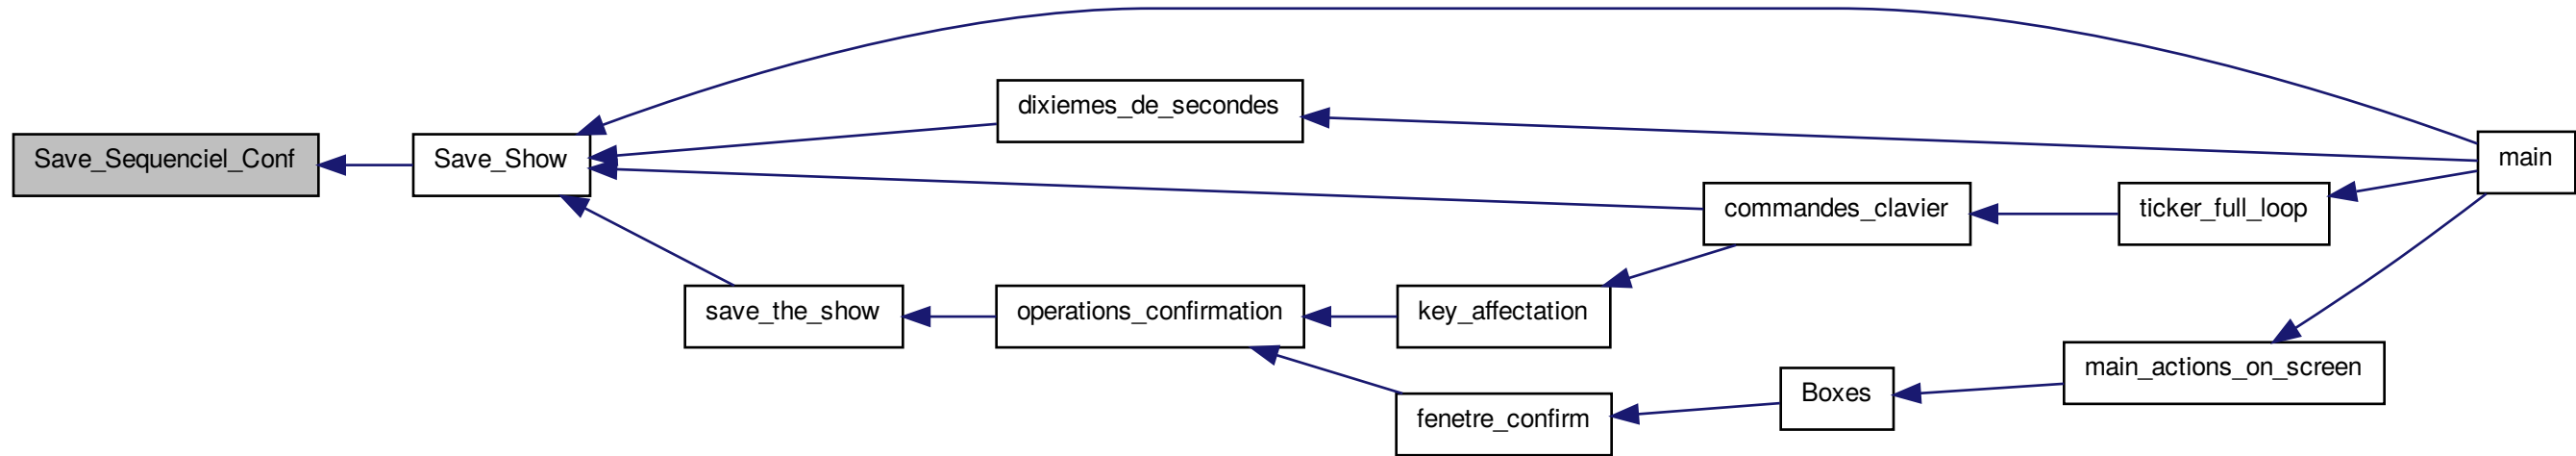 Save_Sequenciel_Conf
Save_Show
dixiemes_de_secondes
main
commandes_clavier
ticker_full_loop
save_the_show
operations_confirmation
key_affectation
main_actions_on_screen
Boxes
fenetre_confirm